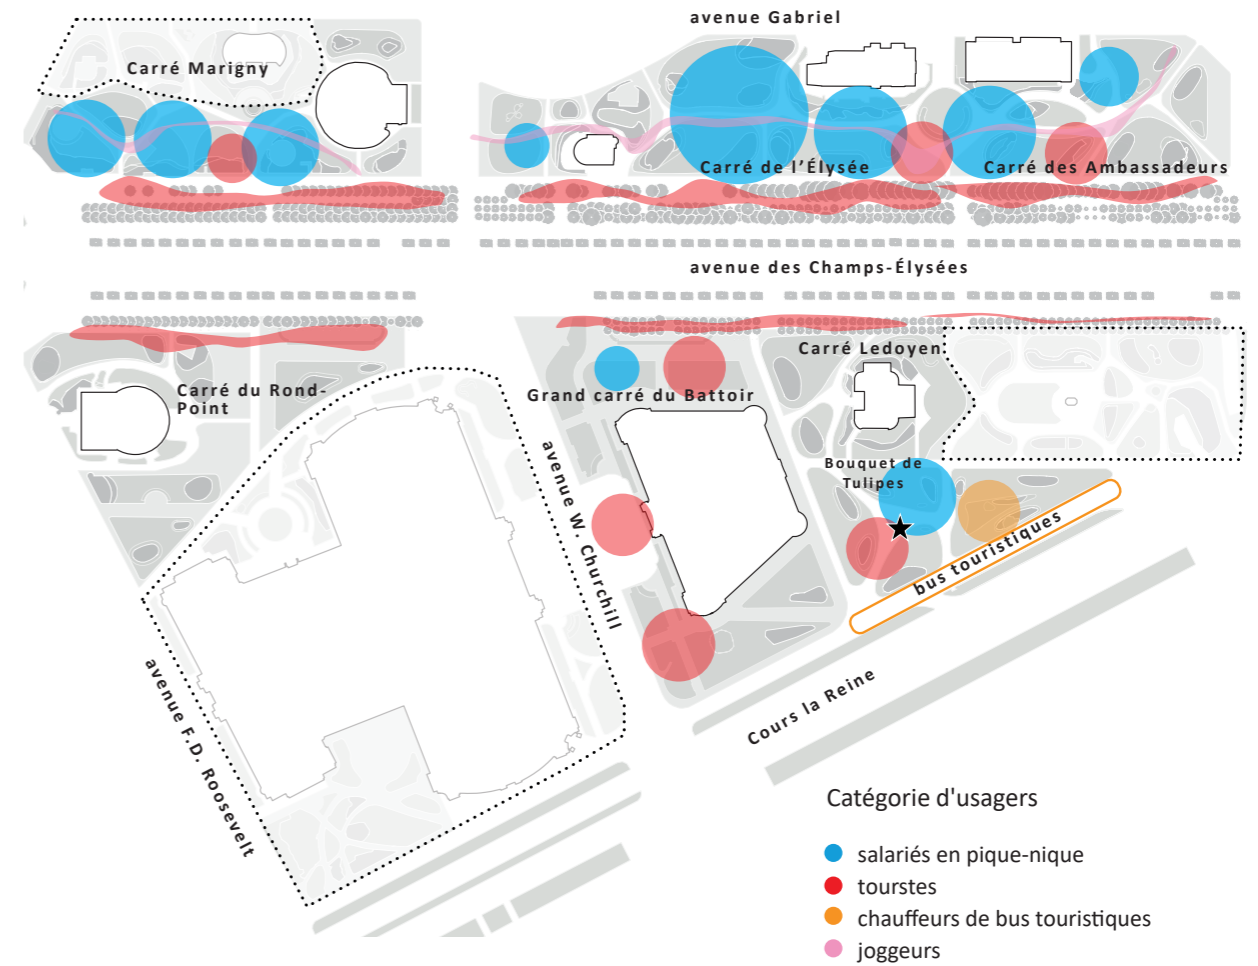 avenue Gabriel
Carré Marigny
Carré de l'Élysée
Carré des Ambassadeurs
avenue des Champs-Élysées
Carré Ledoyen
Carré du Rond-
Point
Grand carré du Battoir
avenue W. Churchill
Bouquet de
Tulipes
bus touristiques
Cours la Reine
avenue F.D. Roosevelt
Catégorie d'usagers
salariés en pique-nique
tourstes
chauffeurs de bus touristiques
joggeurs